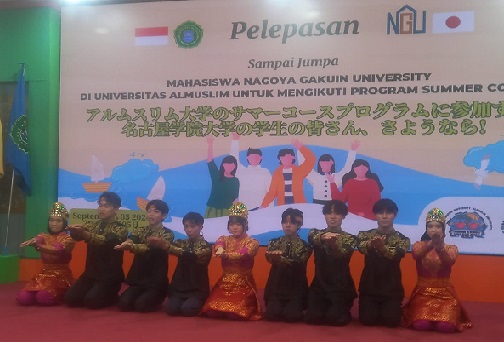 Pelepasan
NGU
Sampai Jumpa
MAHASISWA NAGOYA GAKUIN UNIVERSITY
DI UNIVERSITAS ALMUSLIM UNTUK MENGIKUTI PROGRAM SUMMER CO
アルムスリム大学のサマーコースプログラムに参加
名古屋学院大学の学生の皆さん、さようなら!
September